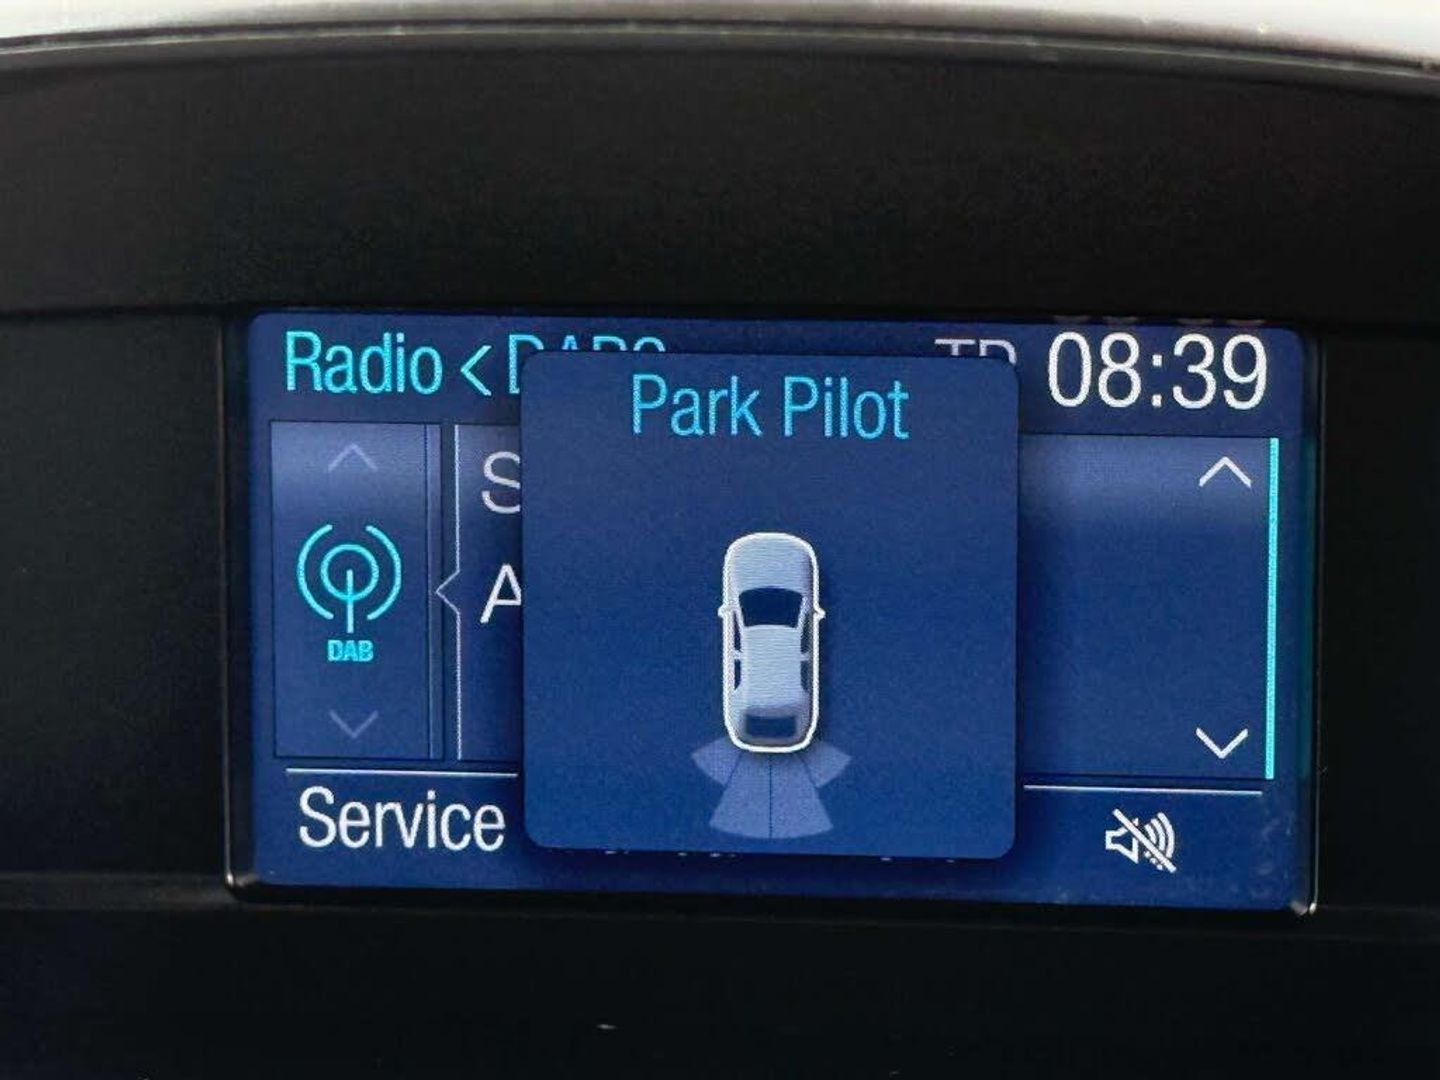 Radio <
08:39
Park Pilot
DAB
Service